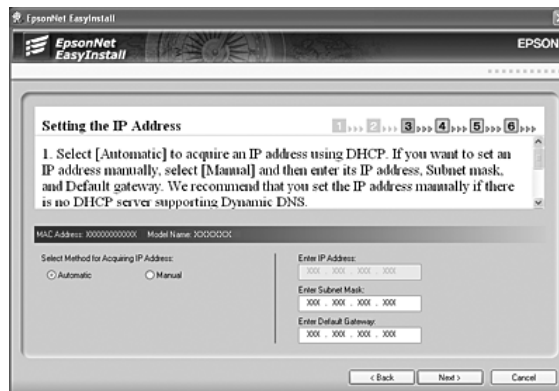 EpsonNet EasyInstall
EpsonNet
EasyInstall
EPSON
Setting the IP Address
1 >>> 2 >>> 3 >>> 4 >>> 5 >>> 6 >>>
1. Select [Automatic] to acquire an IP address using DHCP. If you want to set an
IP address manually, select [Manual] and then enter its IP address, Subnet mask,
and Default gateway. We recommend that you set the IP address manually if there
is no DHCP server supporting Dynamic DNS.
MAC Address: XXXXXXXXXXXX Model Name: XXXXXXX
Select Method for Acquiring IP Address:
Automatic
Manual
Enter IP Address:
XXX . XXX . XXX . XXX
Enter Subnet Mask:
XXX . XXX . XXX . XXX
Enter Default Gateway:
XXX . XXX . XXX . XXX
< Back
Next >
Cancel